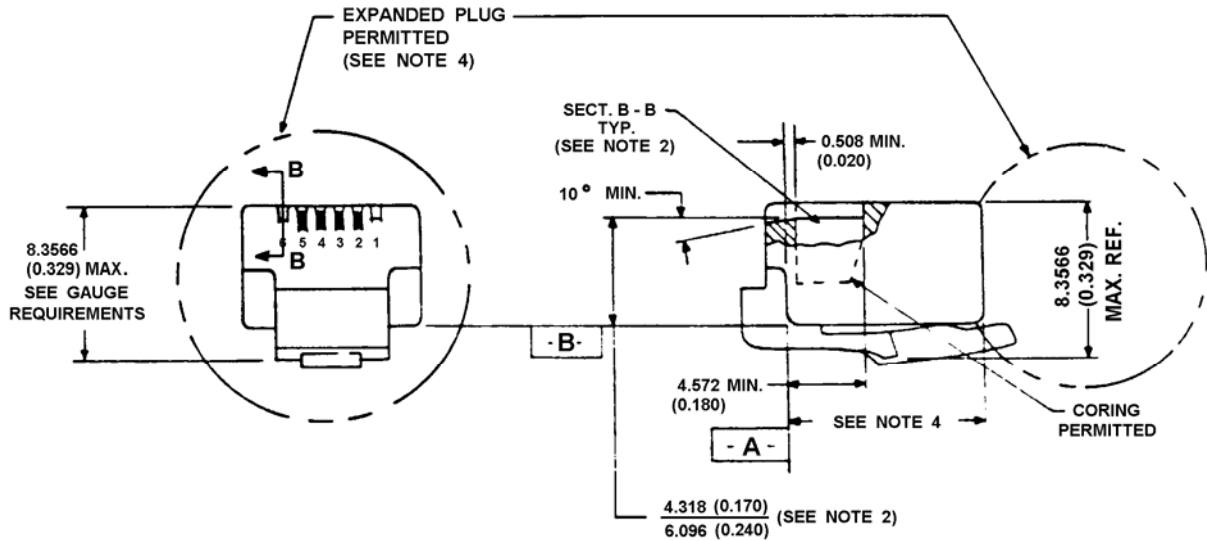 EXPANDED PLUG
PERMITTED
(SEE NOTE 4)
SECT. B - B
TYP.
(SEE NOTE 2)
0.508 MIN.
(0.020)
10° MIN.
B
6 5 4 3 2 1
B
8.3566
(0.329) MAX.
SEE GAUGE
REQUIREMENTS
8.3566
(0.329)
MAX. REF.
-B-
4.572 MIN.
(0.180)
SEE NOTE 4
CORING
PERMITTED
- A -
4.318 (0.170)
6.096 (0.240)
(SEE NOTE 2)